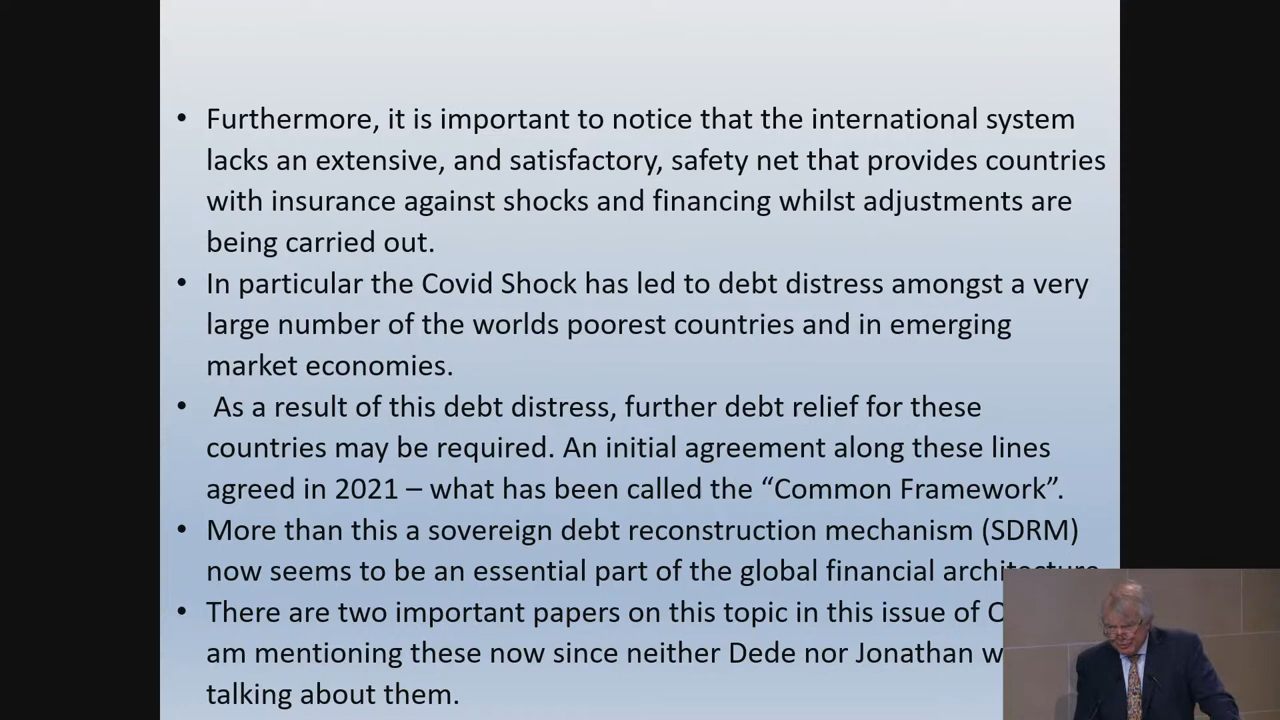 • Furthermore, it is important to notice that the international system
lacks an extensive, and satisfactory, safety net that provides countries
with insurance against shocks and financing whilst adjustments are
being carried out.
• In particular the Covid Shock has led to debt distress amongst a very
large number of the worlds poorest countries and in emerging
market economies.
• As a result of this debt distress, further debt relief for these
countries may be required. An initial agreement along these lines
agreed in 2021 – what has been called the “Common Framework”.
• More than this a sovereign debt reconstruction mechanism (SDRM)
now seems to be an essential part of the global financial architecture
• There are two important papers on this topic in this issue of
am mentioning these now since neither Dede nor Jonathan
talking about them.